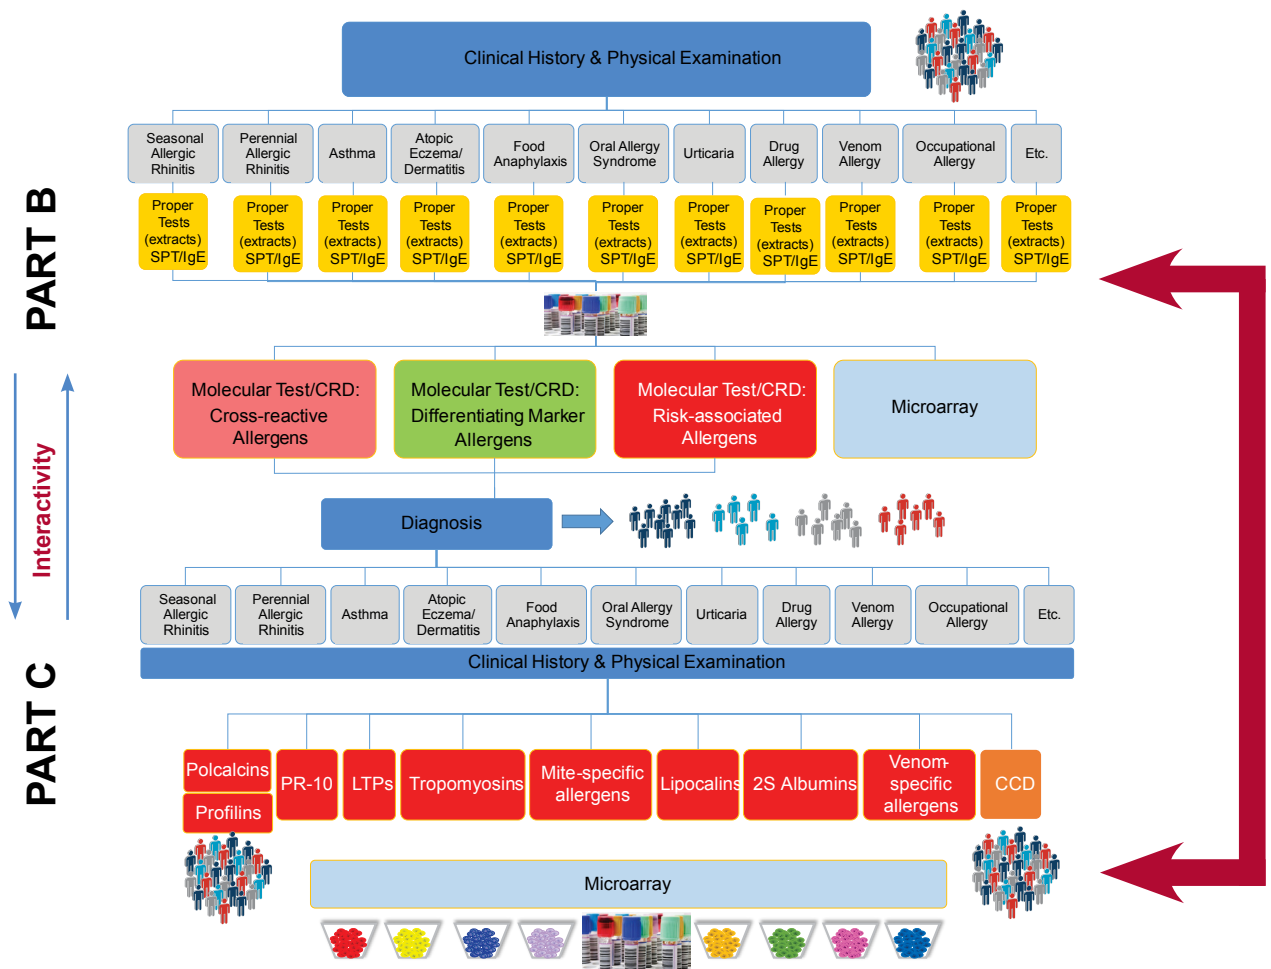 Clinical History & Physical Examination
Seasonal
Allergic
Rhinitis
Perennial
Allergic
Rhinitis
Asthma
Atopic
Eczema/
Dermatitis
Food
Anaphylaxis
Oral Allergy
Syndrome
Urticaria
Drug
Allergy
Venom
Allergy
Occupational
Allergy
Etc.
Proper
Tests
(extracts)
SPT/IgE
Proper
Tests
(extracts)
SPT/IgE
Proper
Tests
(extracts)
SPT/IgE
Proper
Tests
(extracts)
SPT/IgE
Proper
Tests
(extracts)
SPT/IgE
Proper
Tests
(extracts)
SPT/IgE
Proper
Tests
(extracts)
SPT/IgE
Proper
Tests
(extracts)
SPT/IgE
Proper
Tests
(extracts)
SPT/IgE
Proper
Tests
(extracts)
SPT/IgE
Proper
Tests
(extracts)
SPT/IgE
PART B
Molecular Test/CRD:
Cross-reactive
Allergens
Molecular Test/CRD:
Differentiating Marker
Allergens
Molecular Test/CRD:
Risk-associated
Allergens
Microarray
Interactivity
Diagnosis
Seasonal
Allergic
Rhinitis
Perennial
Allergic
Rhinitis
Asthma
Atopic
Eczema/
Dermatitis
Food
Anaphylaxis
Oral Allergy
Syndrome
Urticaria
Drug
Allergy
Venom
Allergy
Occupational
Allergy
Etc.
Clinical History & Physical Examination
PART C
Polcalcins
Profilins
PR-10
LTPs
Tropomyosins
Mite-specific
allergens
Lipocalins
2S Albumins
Venom-
specific
allergens
CCD
Microarray